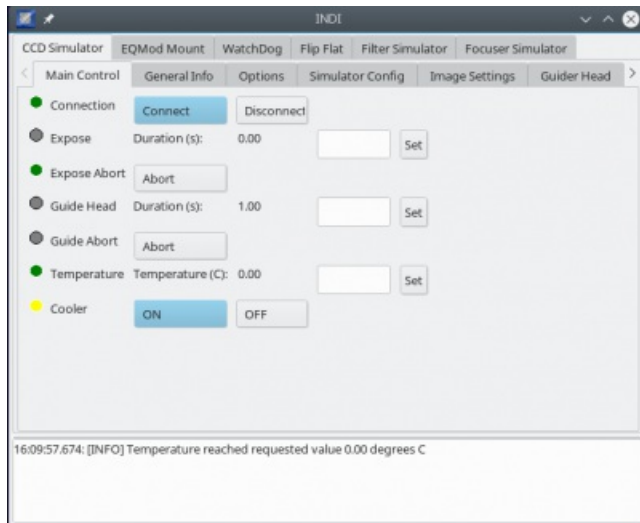 INDI
CCD Simulator EQMod Mount WatchDog Flip Flat Filter Simulator Focuser Simulator
Main Control General Info Options Simulator Config Image Settings Guider Head
Connection Connect Disconnect
Expose Duration (s): 0.00 Set
Expose Abort Abort
Guide Head Duration (s): 1.00 Set
Guide Abort Abort
Temperature Temperature (C): 0.00 Set
Cooler ON OFF
16:09:57.674: [INFO] Temperature reached requested value 0.00 degrees C